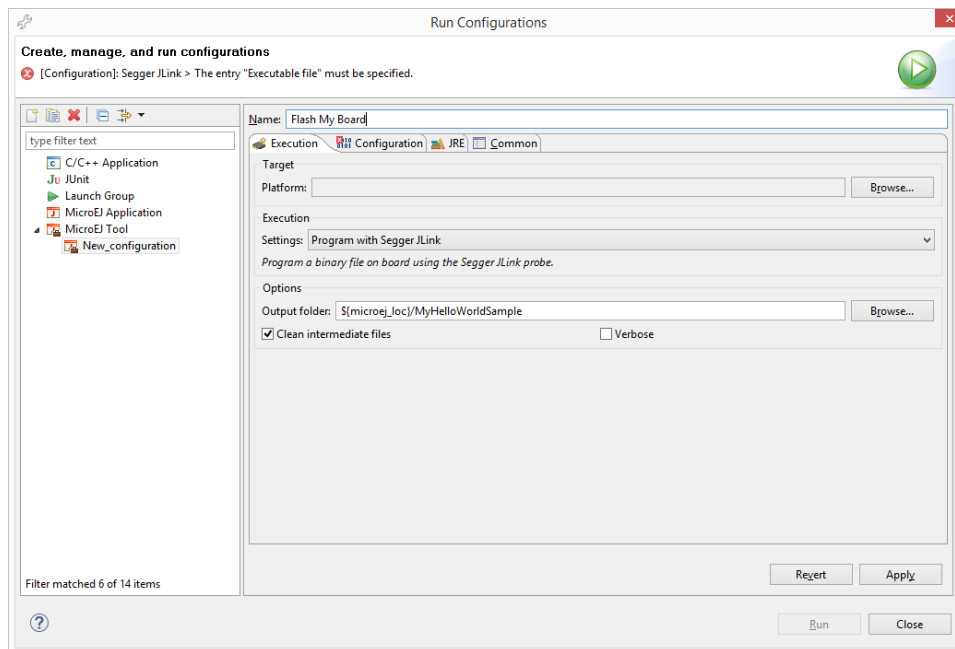 Run Configurations
Create, manage, and run configurations
[Configuration]: Segger JLink > The entry "Executable file" must be specified.
type filter text
C/C++ Application
JUnit
Launch Group
MicroEJ Application
MicroEJ Tool
New_configuration
Filter matched 6 of 14 items
Name: Flash My Board
Execution Configuration JRE Common
Target
Platform: Browse...
Execution
Settings: Program with Segger JLink
Program a binary file on board using the Segger JLink probe.
Options
Output folder: ${microej_loc}/MyHelloWorldSample Browse...
Clean intermediate files Verbose
Revert Apply
Run Close